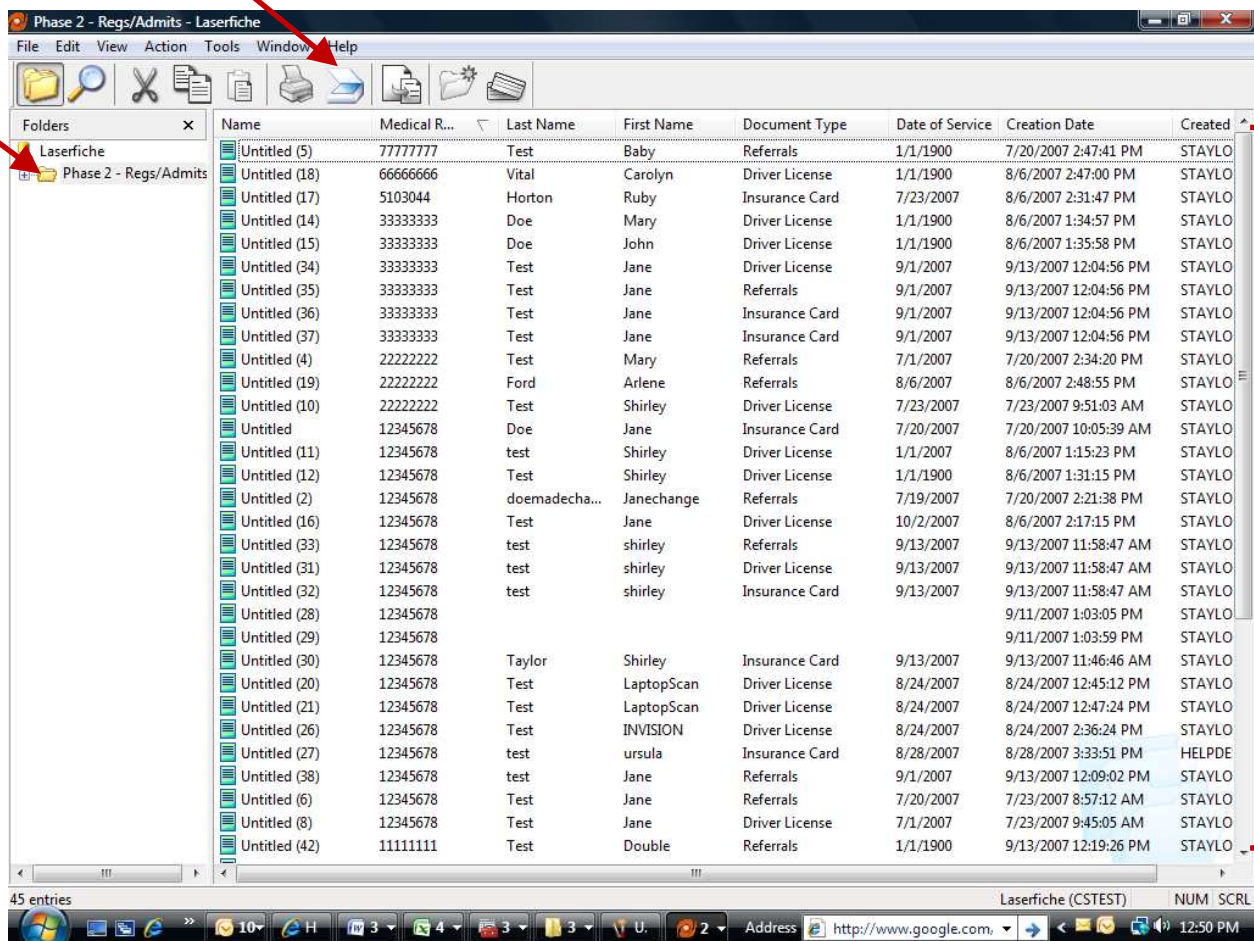 Phase 2 - Regs/Admits - Laserfiche
File Edit View Action Tools Window Help
Folders x Name Medical R... Last Name First Name Document Type Date of Service Creation Date Created
Laserfiche Untitled (5) 77777777 Test Baby Referrals 1/1/1900 7/20/2007 2:47:41 PM STAYLO
Phase 2 - Regs/Admits Untitled (18) 66666666 Vital Carolyn Driver License 1/1/1900 8/6/2007 2:47:00 PM STAYLO
Untitled (17) 5103044 Horton Ruby Insurance Card 7/23/2007 8/6/2007 2:31:47 PM STAYLO
Untitled (14) 33333333 Doe Mary Driver License 1/1/1900 8/6/2007 1:34:57 PM STAYLO
Untitled (15) 33333333 Doe John Driver License 1/1/1900 8/6/2007 1:35:58 PM STAYLO
Untitled (34) 33333333 Test Jane Driver License 9/1/2007 9/13/2007 12:04:56 PM STAYLO
Untitled (35) 33333333 Test Jane Referrals 9/1/2007 9/13/2007 12:04:56 PM STAYLO
Untitled (36) 33333333 Test Jane Insurance Card 9/1/2007 9/13/2007 12:04:56 PM STAYLO
Untitled (37) 33333333 Test Jane Insurance Card 9/1/2007 9/13/2007 12:04:56 PM STAYLO
Untitled (4) 22222222 Test Mary Referrals 7/1/2007 7/20/2007 2:34:20 PM STAYLO
Untitled (19) 22222222 Ford Arlene Referrals 8/6/2007 8/6/2007 2:48:55 PM STAYLO
Untitled (10) 22222222 Test Shirley Driver License 7/23/2007 7/23/2007 9:51:03 AM STAYLO
Untitled 12345678 Doe Jane Insurance Card 7/20/2007 7/20/2007 10:05:39 AM STAYLO
Untitled (11) 12345678 test Shirley Driver License 1/1/2007 8/6/2007 1:15:23 PM STAYLO
Untitled (12) 12345678 Test Shirley Driver License 1/1/1900 8/6/2007 1:31:15 PM STAYLO
Untitled (2) 12345678 doemadecha... Janechange Referrals 7/19/2007 7/20/2007 2:21:38 PM STAYLO
Untitled (16) 12345678 Test Jane Driver License 10/2/2007 8/6/2007 2:17:15 PM STAYLO
Untitled (33) 12345678 test shirley Referrals 9/13/2007 9/13/2007 11:58:47 AM STAYLO
Untitled (31) 12345678 test shirley Driver License 9/13/2007 9/13/2007 11:58:47 AM STAYLO
Untitled (32) 12345678 test shirley Insurance Card 9/13/2007 9/13/2007 11:58:47 AM STAYLO
Untitled (28) 12345678 9/11/2007 1:03:05 PM STAYLO
Untitled (29) 12345678 9/11/2007 1:03:59 PM STAYLO
Untitled (30) 12345678 Taylor Shirley Insurance Card 9/13/2007 9/13/2007 11:46:46 AM STAYLO
Untitled (20) 12345678 Test LaptopScan Driver License 8/24/2007 8/24/2007 12:45:12 PM STAYLO
Untitled (21) 12345678 Test LaptopScan Driver License 8/24/2007 8/24/2007 12:47:24 PM STAYLO
Untitled (26) 12345678 Test INVISION Driver License 8/24/2007 8/24/2007 2:36:24 PM STAYLO
Untitled (27) 12345678 test ursula Insurance Card 8/28/2007 8/28/2007 3:33:51 PM HELPDE
Untitled (38) 12345678 test Jane Referrals 9/1/2007 9/13/2007 12:09:02 PM STAYLO
Untitled (6) 12345678 Test Jane Referrals 7/20/2007 7/23/2007 8:57:12 AM STAYLO
Untitled (8) 12345678 Test Jane Driver License 7/1/2007 7/23/2007 9:45:05 AM STAYLO
Untitled (42) 11111111 Test Double Referrals 1/1/1900 9/13/2007 12:19:26 PM STAYLO
45 entries Laserfiche (CSTEST) NUM SCRL
10 H 3 4 3 3 U. 2 Address http://www.google.com, 12:50 PM